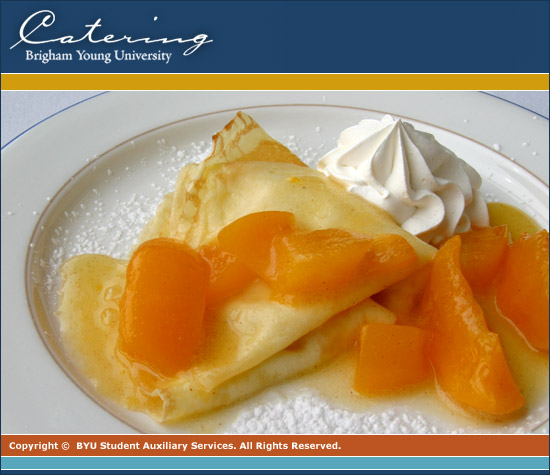 Catering
Brigham Young University
Copyright © BYU Student Auxiliary Services. All Rights Reserved.